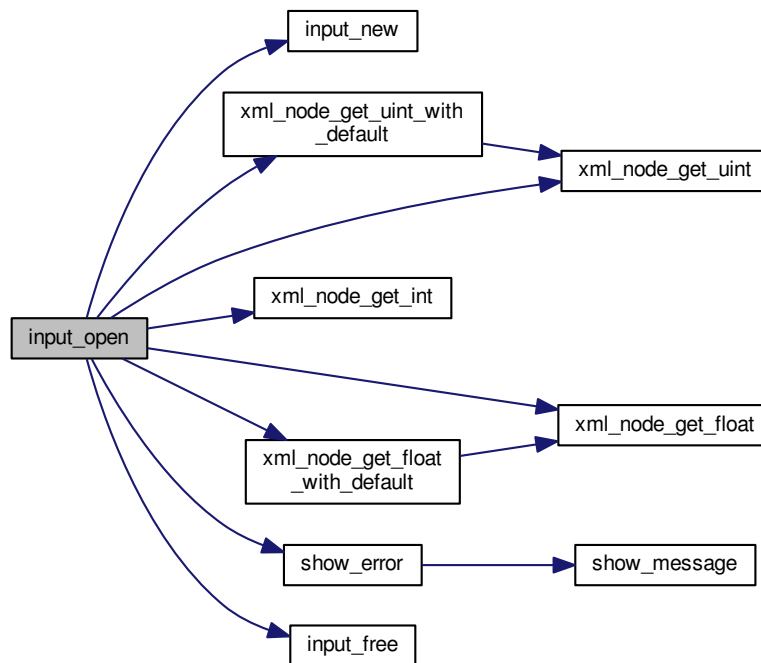 input_new
xml_node_get_uint_with
_default
xml_node_get_uint
xml_node_get_int
input_open
xml_node_get_float
xml_node_get_float
_with_default
show_error
show_message
input_free